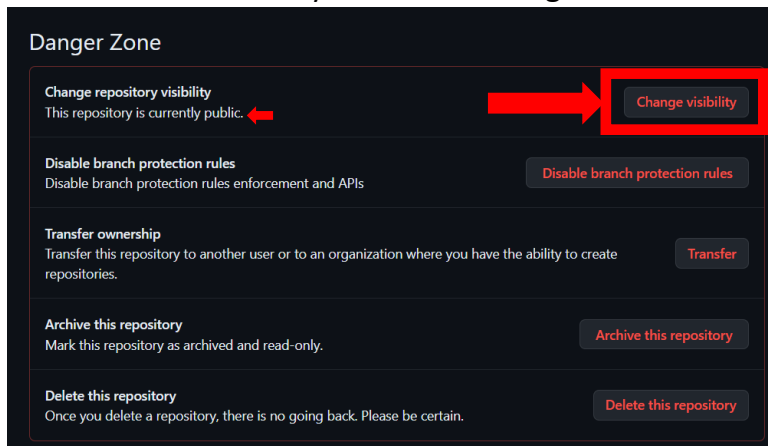 Danger Zone
Change repository visibility
This repository is currently public.
Change visibility
Disable branch protection rules
Disable branch protection rules enforcement and APIs
Disable branch protection rules
Transfer ownership
Transfer this repository to another user or to an organization where you have the ability to create
repositories.
Transfer
Archive this repository
Mark this repository as archived and read-only.
Archive this repository
Delete this repository
Once you delete a repository, there is no going back. Please be certain.
Delete this repository